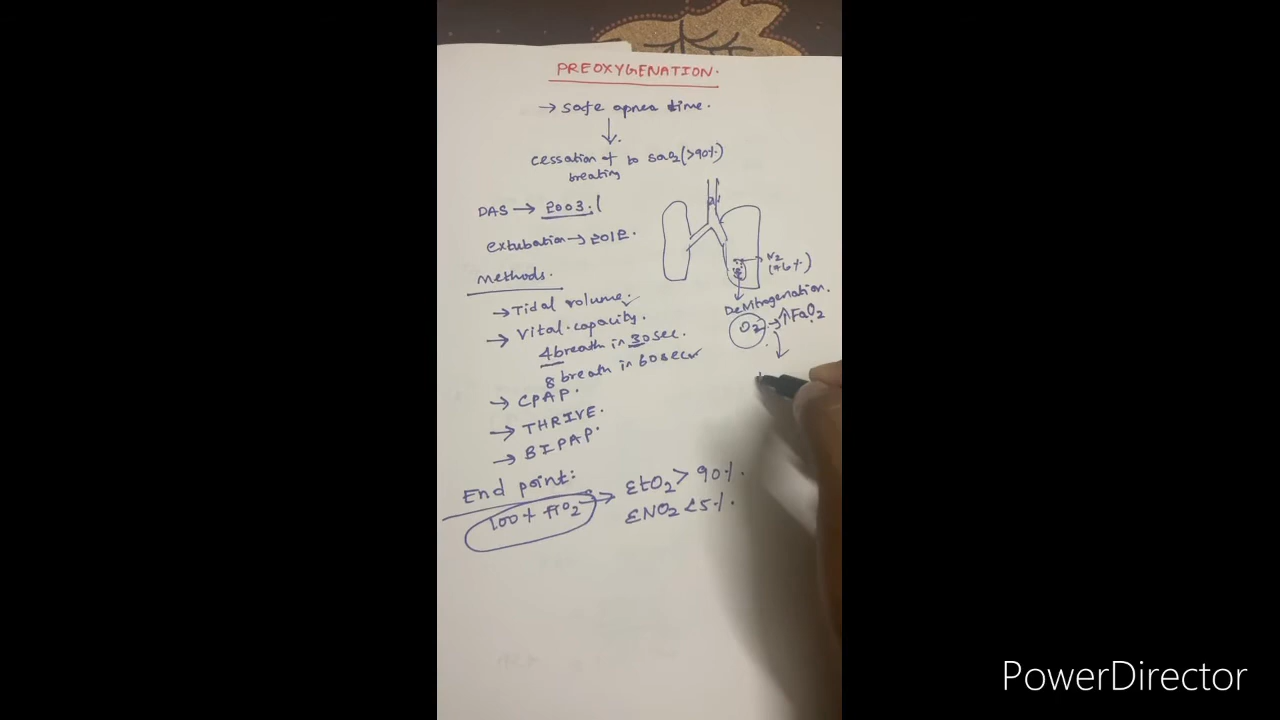 PREOXYGENATION.
→ safe apnea time.
cessation of to SaO2 (>90%)
breating
DAS → 2003.
extubation → 2012.
methods.
→ Tidal volume.
→ Vital capacity.
4 breath in 30 sec.
8 breath in 60 sec
→ CPAP.
→ THRIVE.
→ BIPAP.
N2
DeNitrogenation.
O2 → ↑FaO2
End point:
100% FiO2 → EtO2 > 90%.
ENO2 < 5%.
PowerDirector